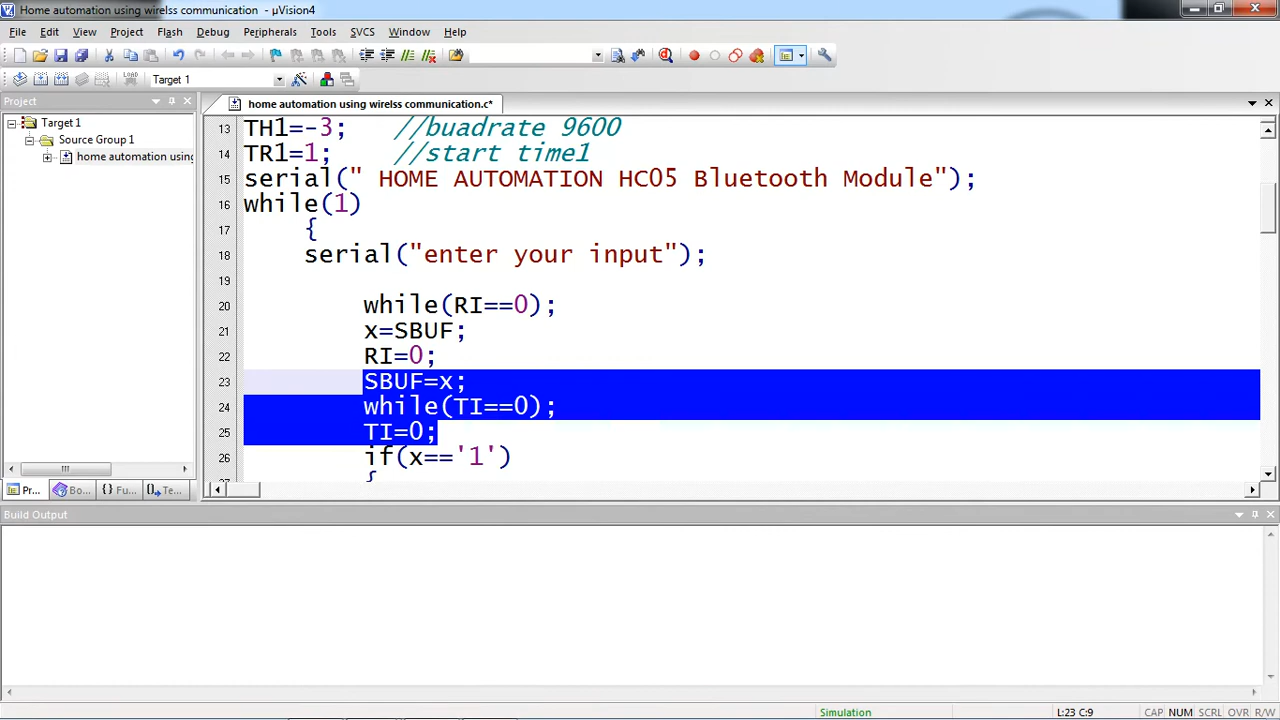 Home automation using wirelss communication - µVision4
File Edit View Project Flash Debug Peripherals Tools SVCS Window Help
LOAD Target 1
Project
home automation using wirelss communication.c*
Target 1
Source Group 1
home automation using
13 TH1=-3; //buadrate 9600
14 TR1=1; //start time1
15 serial(" HOME AUTOMATION HC05 Bluetooth Module");
16 while(1)
17 {
18 serial("enter your input");
19
20 while(RI==0);
21 x=SBUF;
22 RI=0;
23 SBUF=x;
24 while(TI==0);
25 TI=0;
26 if(x=='1')
{
Pr... Bo... {} Fu... Te...
Build Output
Simulation L:23 C:9 CAP NUM SCRL OVR R/W